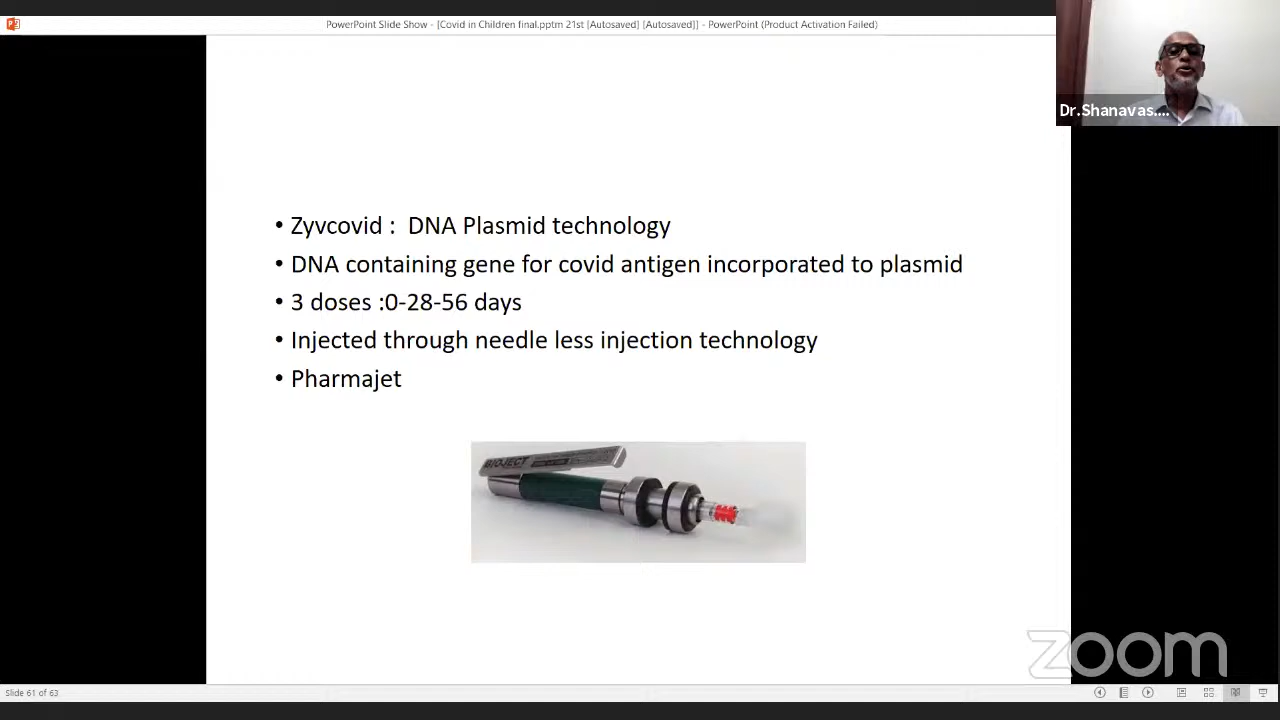 PowerPoint Slide Show - [Covid in Children final.pptm 21st [Autosaved] [Autosaved]] - PowerPoint (Product Activation Failed)
Dr.Shanavas....
• Zyvcovid : DNA Plasmid technology
• DNA containing gene for covid antigen incorporated to plasmid
• 3 doses :0-28-56 days
• Injected through needle less injection technology
• Pharmajet
BIOJECT
zoom
Slide 61 of 63